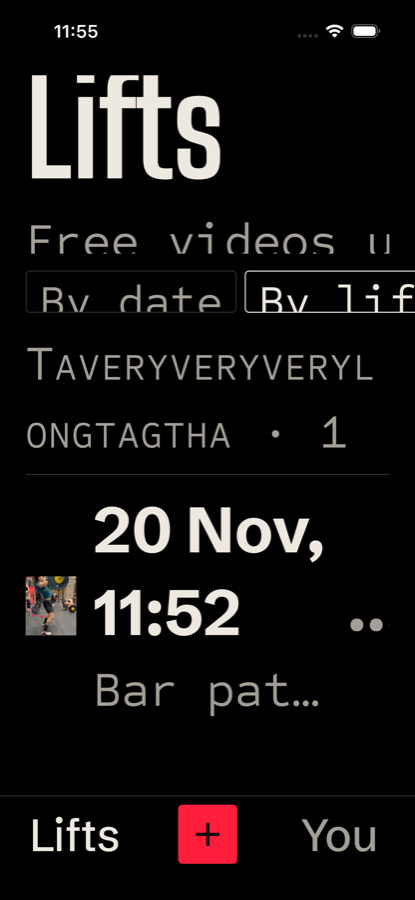 11:55
Lifts
Free videos u
By date
By lif
TAVERYVERYVERYL
ONGTAGTHA · 1
20 Nov,
11:52
Bar pat…
Lifts
+
You